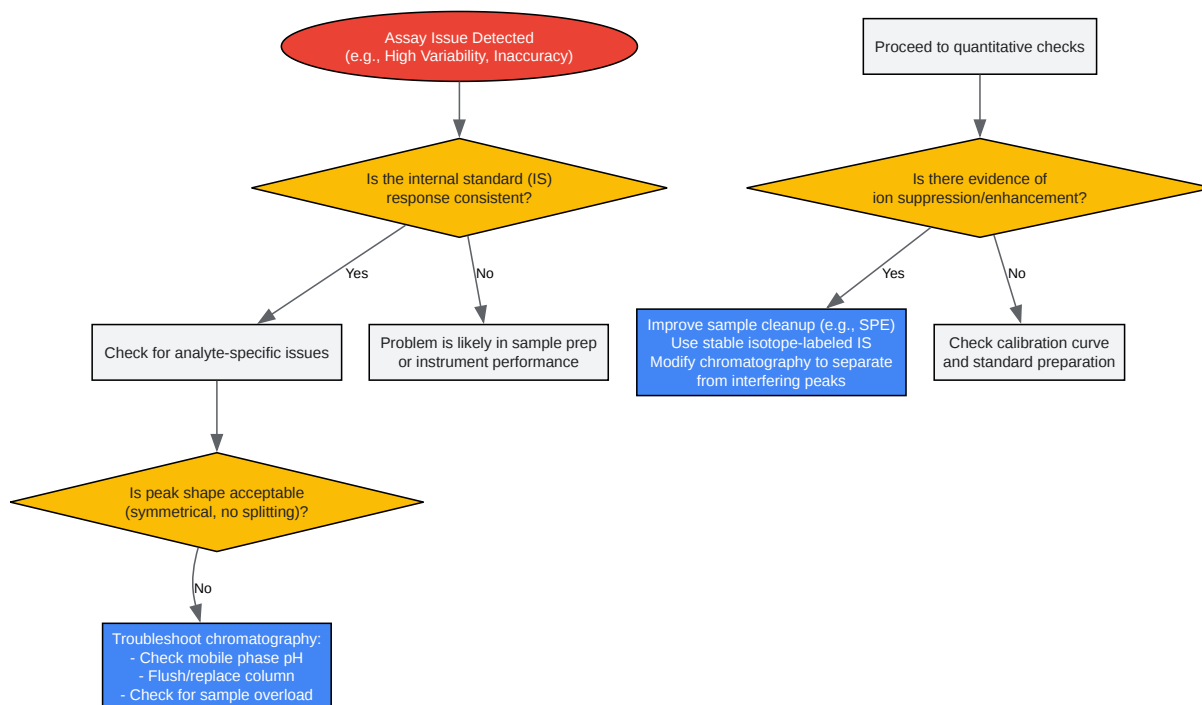 Assay Issue Detected
(e.g., High Variability, Inaccuracy)
Is the internal standard (IS)
response consistent?
Yes
No
Check for analyte-specific issues
Problem is likely in sample prep
or instrument performance
Is peak shape acceptable
(symmetrical, no splitting)?
No
Troubleshoot chromatography:
- Check mobile phase pH
- Flush/replace column
- Check for sample overload
Proceed to quantitative checks
Is there evidence of
ion suppression/enhancement?
Yes
No
Improve sample cleanup (e.g., SPE)
Use stable isotope-labeled IS
Modify chromatography to separate
from interfering peaks
Check calibration curve
and standard preparation